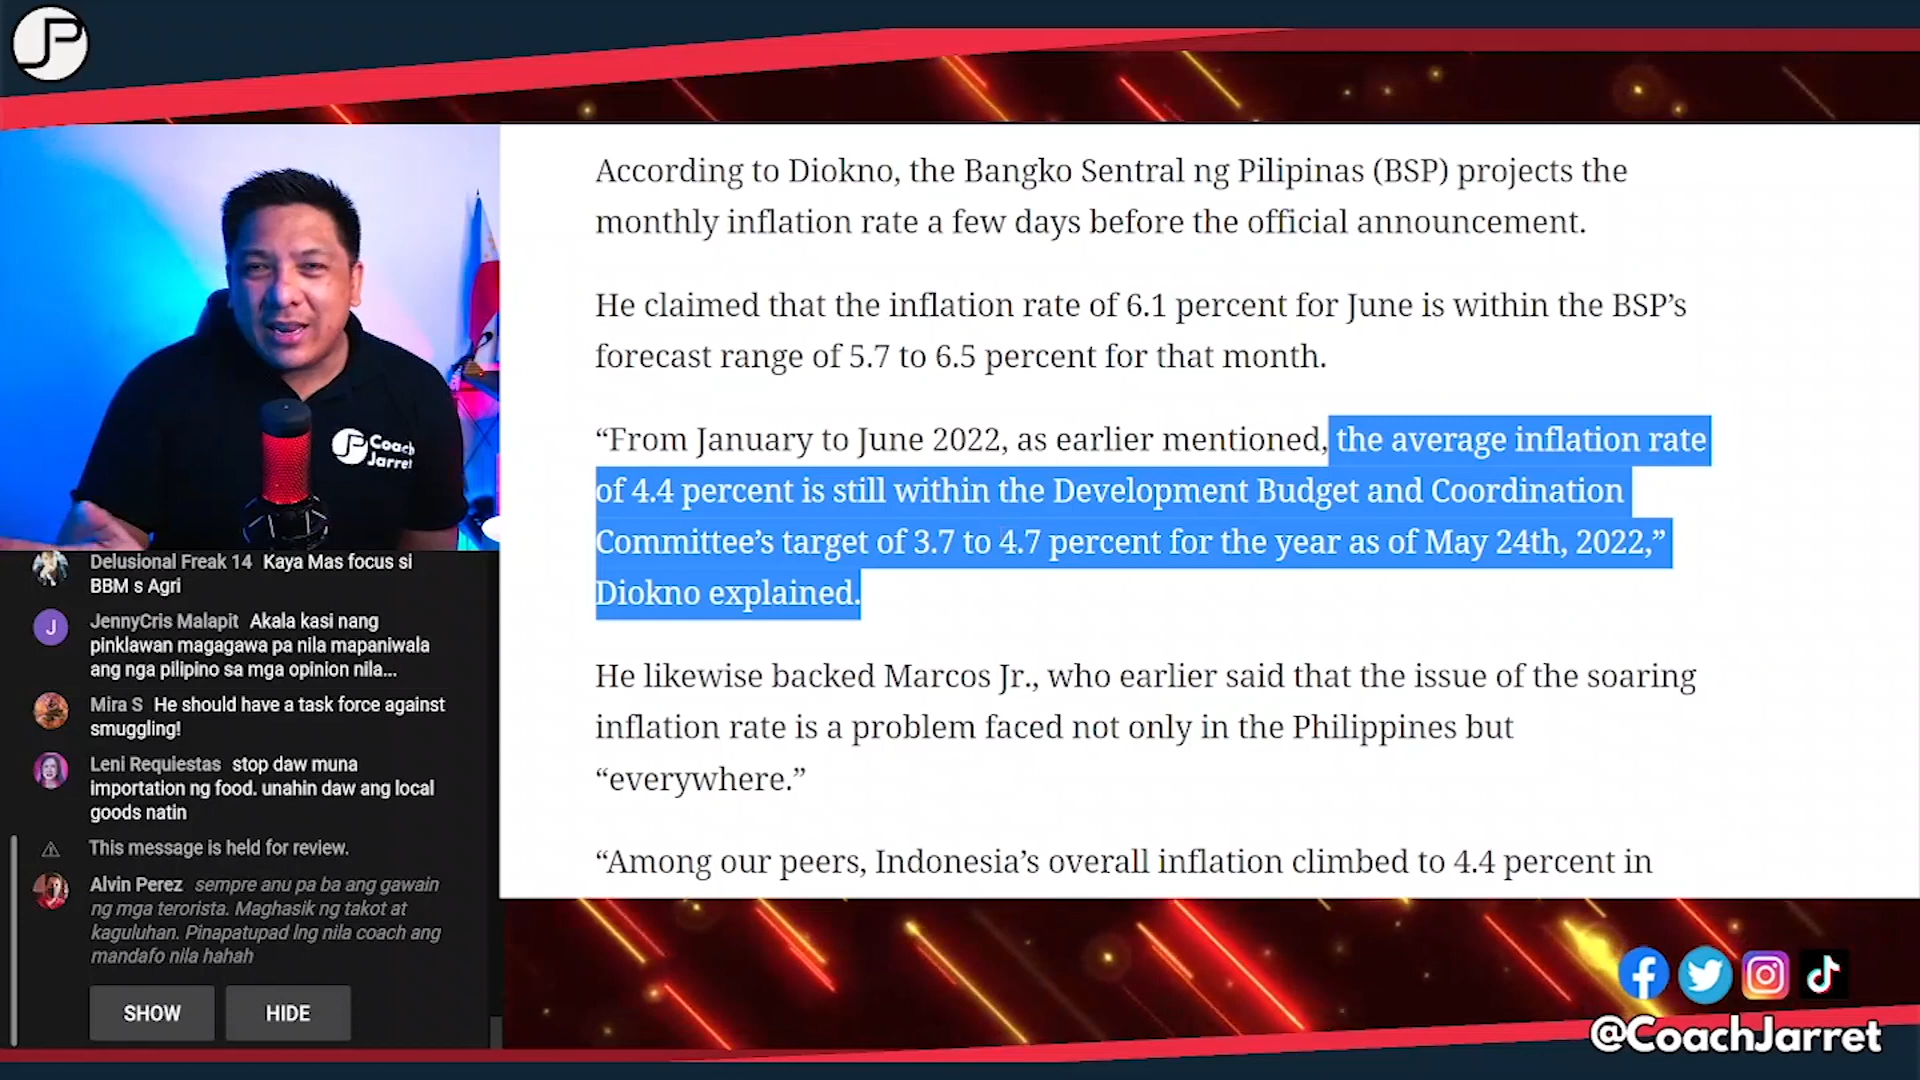 JP
According to Diokno, the Bangko Sentral ng Pilipinas (BSP) projects the
monthly inflation rate a few days before the official announcement.
He claimed that the inflation rate of 6.1 percent for June is within the BSP’s
forecast range of 5.7 to 6.5 percent for that month.
“From January to June 2022, as earlier mentioned, the average inflation rate
of 4.4 percent is still within the Development Budget and Coordination
Committee’s target of 3.7 to 4.7 percent for the year as of May 24th, 2022,”
Diokno explained.
He likewise backed Marcos Jr., who earlier said that the issue of the soaring
inflation rate is a problem faced not only in the Philippines but
“everywhere.”
“Among our peers, Indonesia’s overall inflation climbed to 4.4 percent in
JP Coach
Jarret
Delusional Freak 14 Kaya Mas focus si
BBM s Agri
J
JennyCris Malapit Akala kasi nang
pinklawan magagawa pa nila mapaniwala
ang nga pilipino sa mga opinion nila...
Mira S He should have a task force against
smuggling!
Leni Requiestas stop daw muna
importation ng food. unahin daw ang local
goods natin
This message is held for review.
Alvin Perez sempre anu pa ba ang gawain
ng mga terorista. Maghasik ng takot at
kaguluhan. Pinapatupad lng nila coach ang
mandafo nila hahah
SHOW HIDE
@CoachJarret